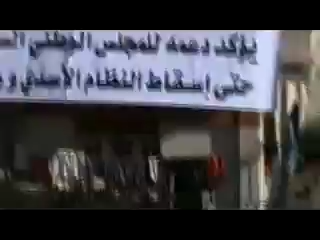 يؤكد دعمه للمجلس الوطني
حتى إسقاط النظام الأسدي و